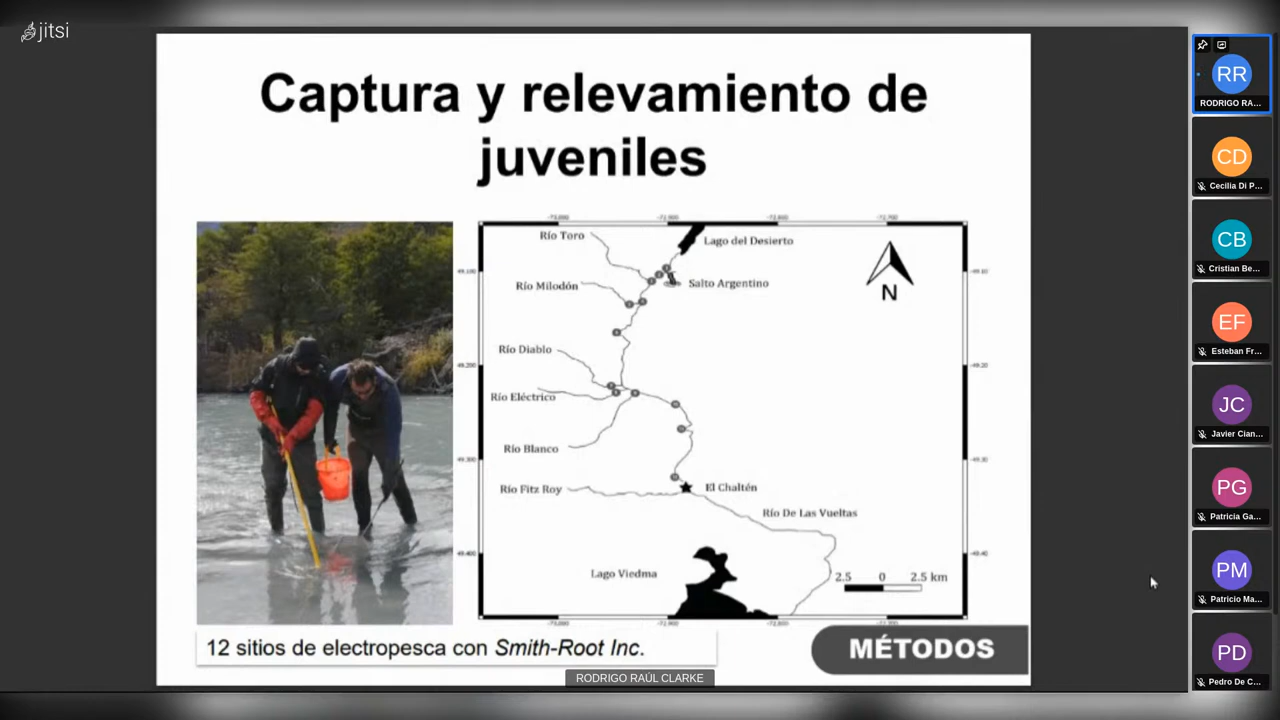 jitsi
Captura y relevamiento de
juveniles
Río Toro
Lago del Desierto
Río Milodón
Salto Argentino
N
Río Diablo
Río Eléctrico
Río Blanco
Río Fitz Roy
El Chaltén
Río De Las Vueltas
Lago Viedma
2.5 0 2.5 km
12 sitios de electropesca con Smith-Root Inc.
MÉTODOS
RODRIGO RAÚL CLARKE
RR
RODRIGO RA...
CD
Cecilia Di P...
CB
Cristian Be...
EF
Esteban Fr...
JC
Javier Cian...
PG
Patricia Ga...
PM
Patricio Ma...
PD
Pedro De C...